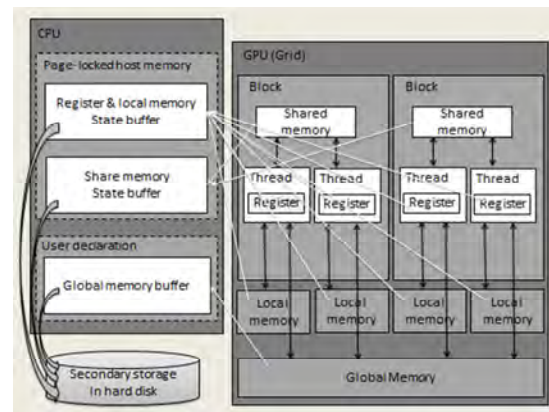 CPU
Page-locked host memory
Register & local memory
State buffer
Share memory
State buffer
User declaration
Global memory buffer
Secondary storage
In hard disk
GPU (Grid)
Block
Shared
memory
Thread
Register
Thread
Register
Block
Shared
memory
Thread
Register
Thread
Register
Local
memory
Local
memory
Local
memory
Local
memory
Global Memory